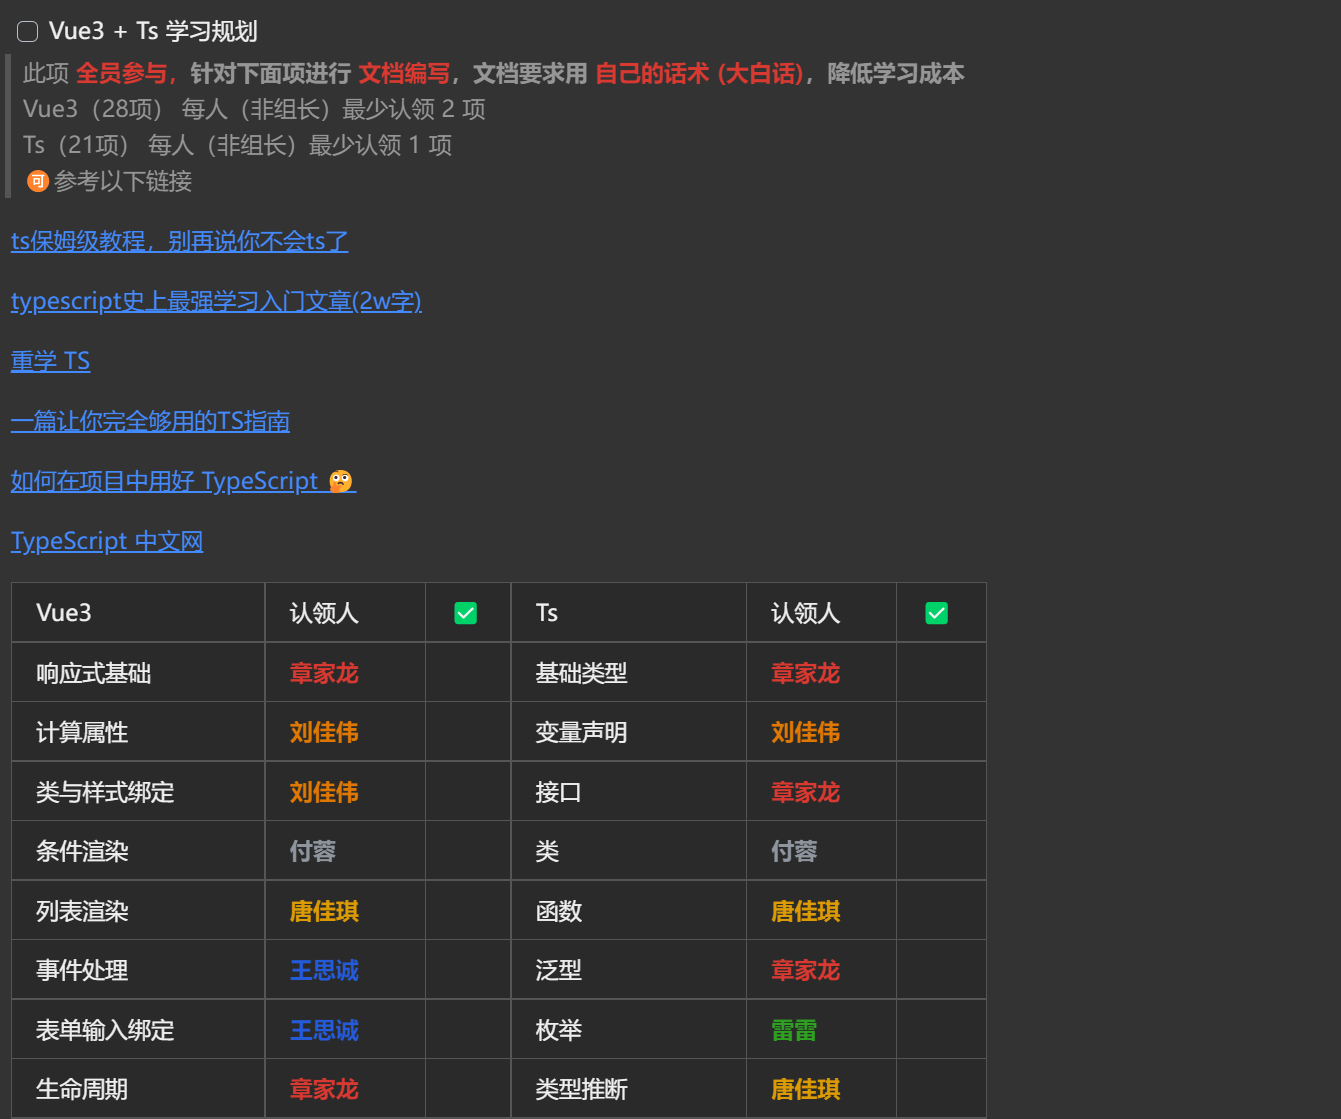 Vue3 + Ts 学习规划
此项 全员参与，针对下面项进行 文档编写，文档要求用 自己的话术 (大白话)，降低学习成本
Vue3（28项） 每人（非组长）最少认领 2 项
Ts（21项） 每人（非组长）最少认领 1 项
🉑参考以下链接
ts保姆级教程，别再说你不会ts了
typescript史上最强学习入门文章(2w字)
重学 TS
一篇让你完全够用的TS指南
如何在项目中用好 TypeScript 🤔
TypeScript 中文网
Vue3 认领人 ✅ Ts 认领人 ✅
响应式基础 章家龙 基础类型 章家龙
计算属性 刘佳伟 变量声明 刘佳伟
类与样式绑定 刘佳伟 接口 章家龙
条件渲染 付蓉 类 付蓉
列表渲染 唐佳琪 函数 唐佳琪
事件处理 王思诚 泛型 章家龙
表单输入绑定 王思诚 枚举 雷雷
生命周期 章家龙 类型推断 唐佳琪